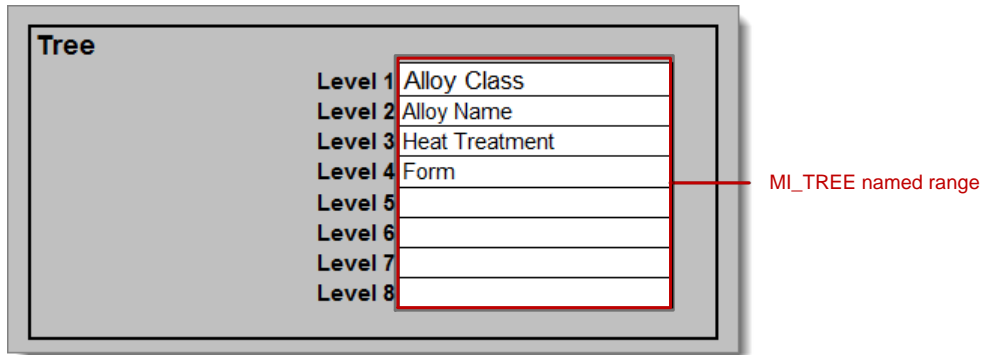 Tree
Level 1 Alloy Class
Level 2 Alloy Name
Level 3 Heat Treatment
Level 4 Form
MI_TREE named range
Level 5
Level 6
Level 7
Level 8